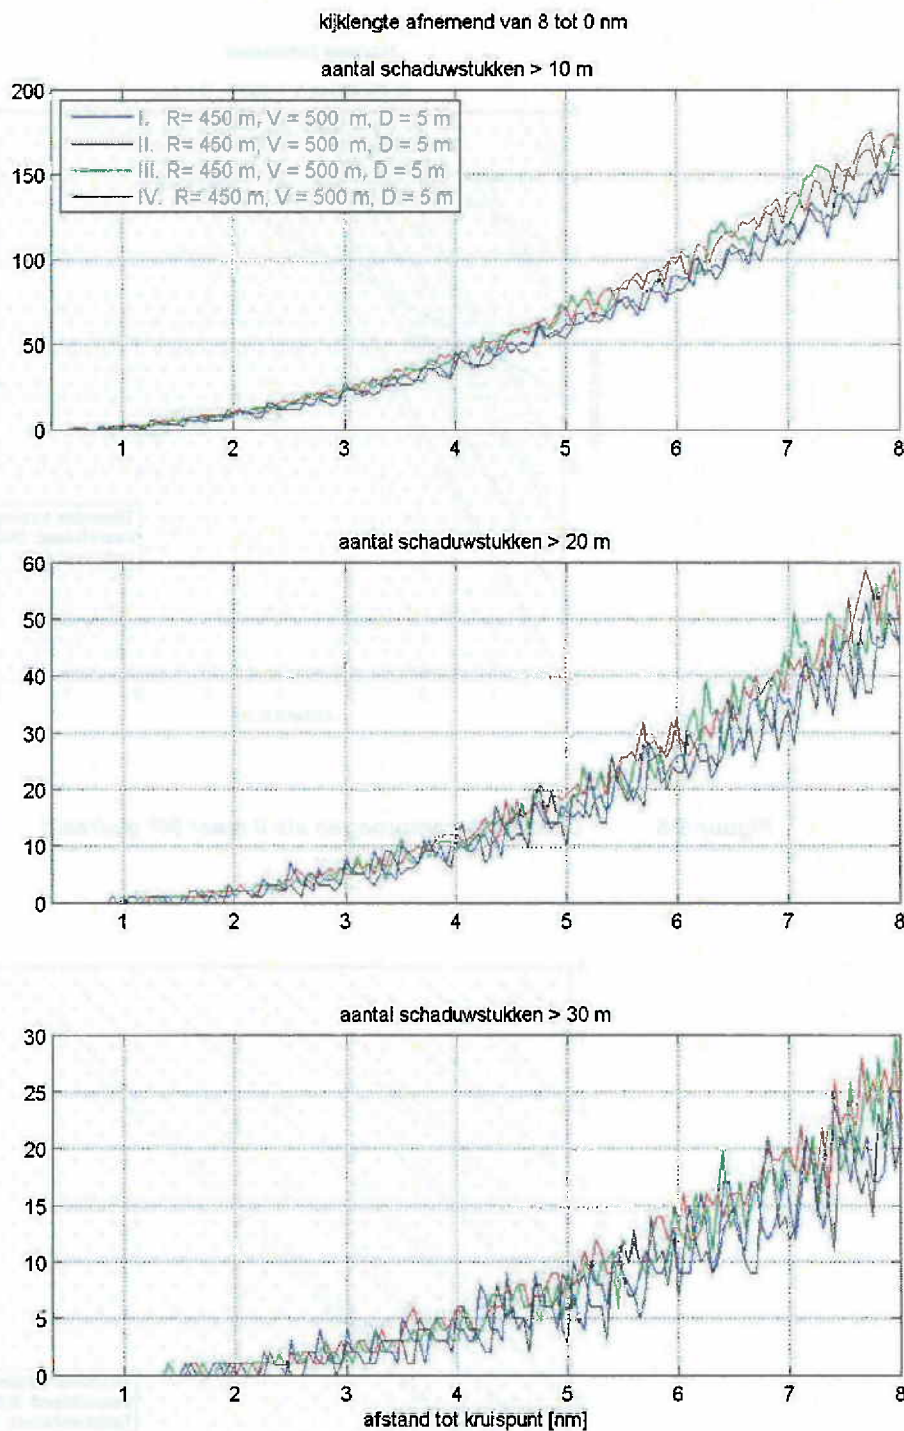 kijklengte afnemend van 8 tot 0 nm
aantal schaduwstukken > 10 m
200
150
100
50
0
I. R= 450 m, V = 500 m, D = 5 m
II. R= 450 m, V = 500 m, D = 5 m
III. R= 450 m, V = 500 m, D = 5 m
IV. R= 450 m, V = 500 m, D = 5 m
1 2 3 4 5 6 7 8
aantal schaduwstukken > 20 m
60
50
40
30
20
10
0
1 2 3 4 5 6 7 8
aantal schaduwstukken > 30 m
30
25
20
15
10
5
0
1 2 3 4 5 6 7 8
afstand tot kruispunt [nm]